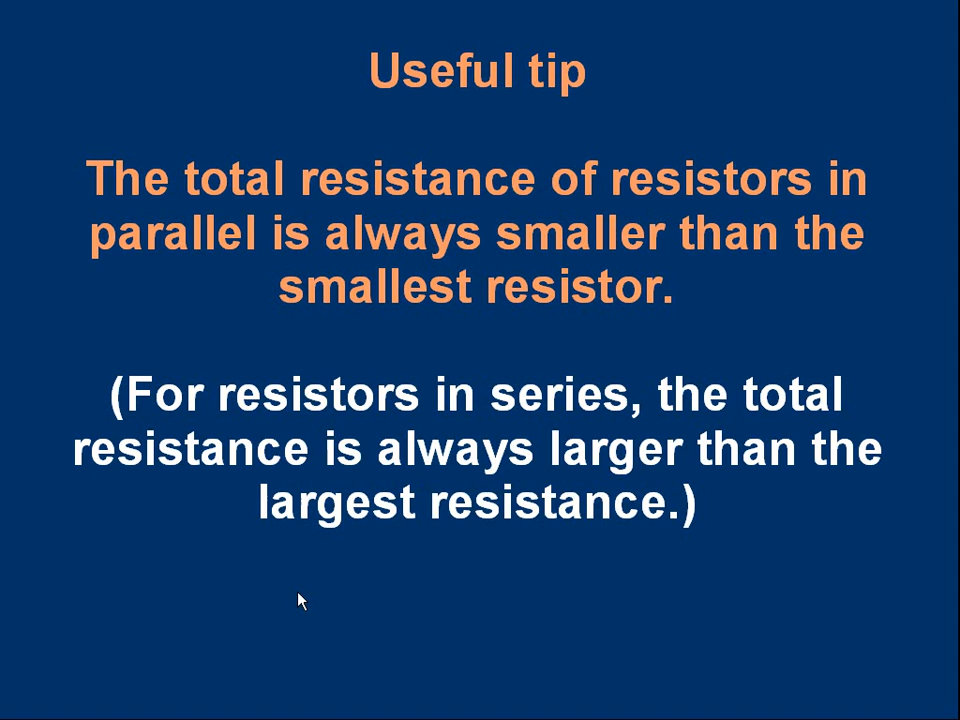 Useful tip
The total resistance of resistors in
parallel is always smaller than the
smallest resistor.
(For resistors in series, the total
resistance is always larger than the
largest resistance.)